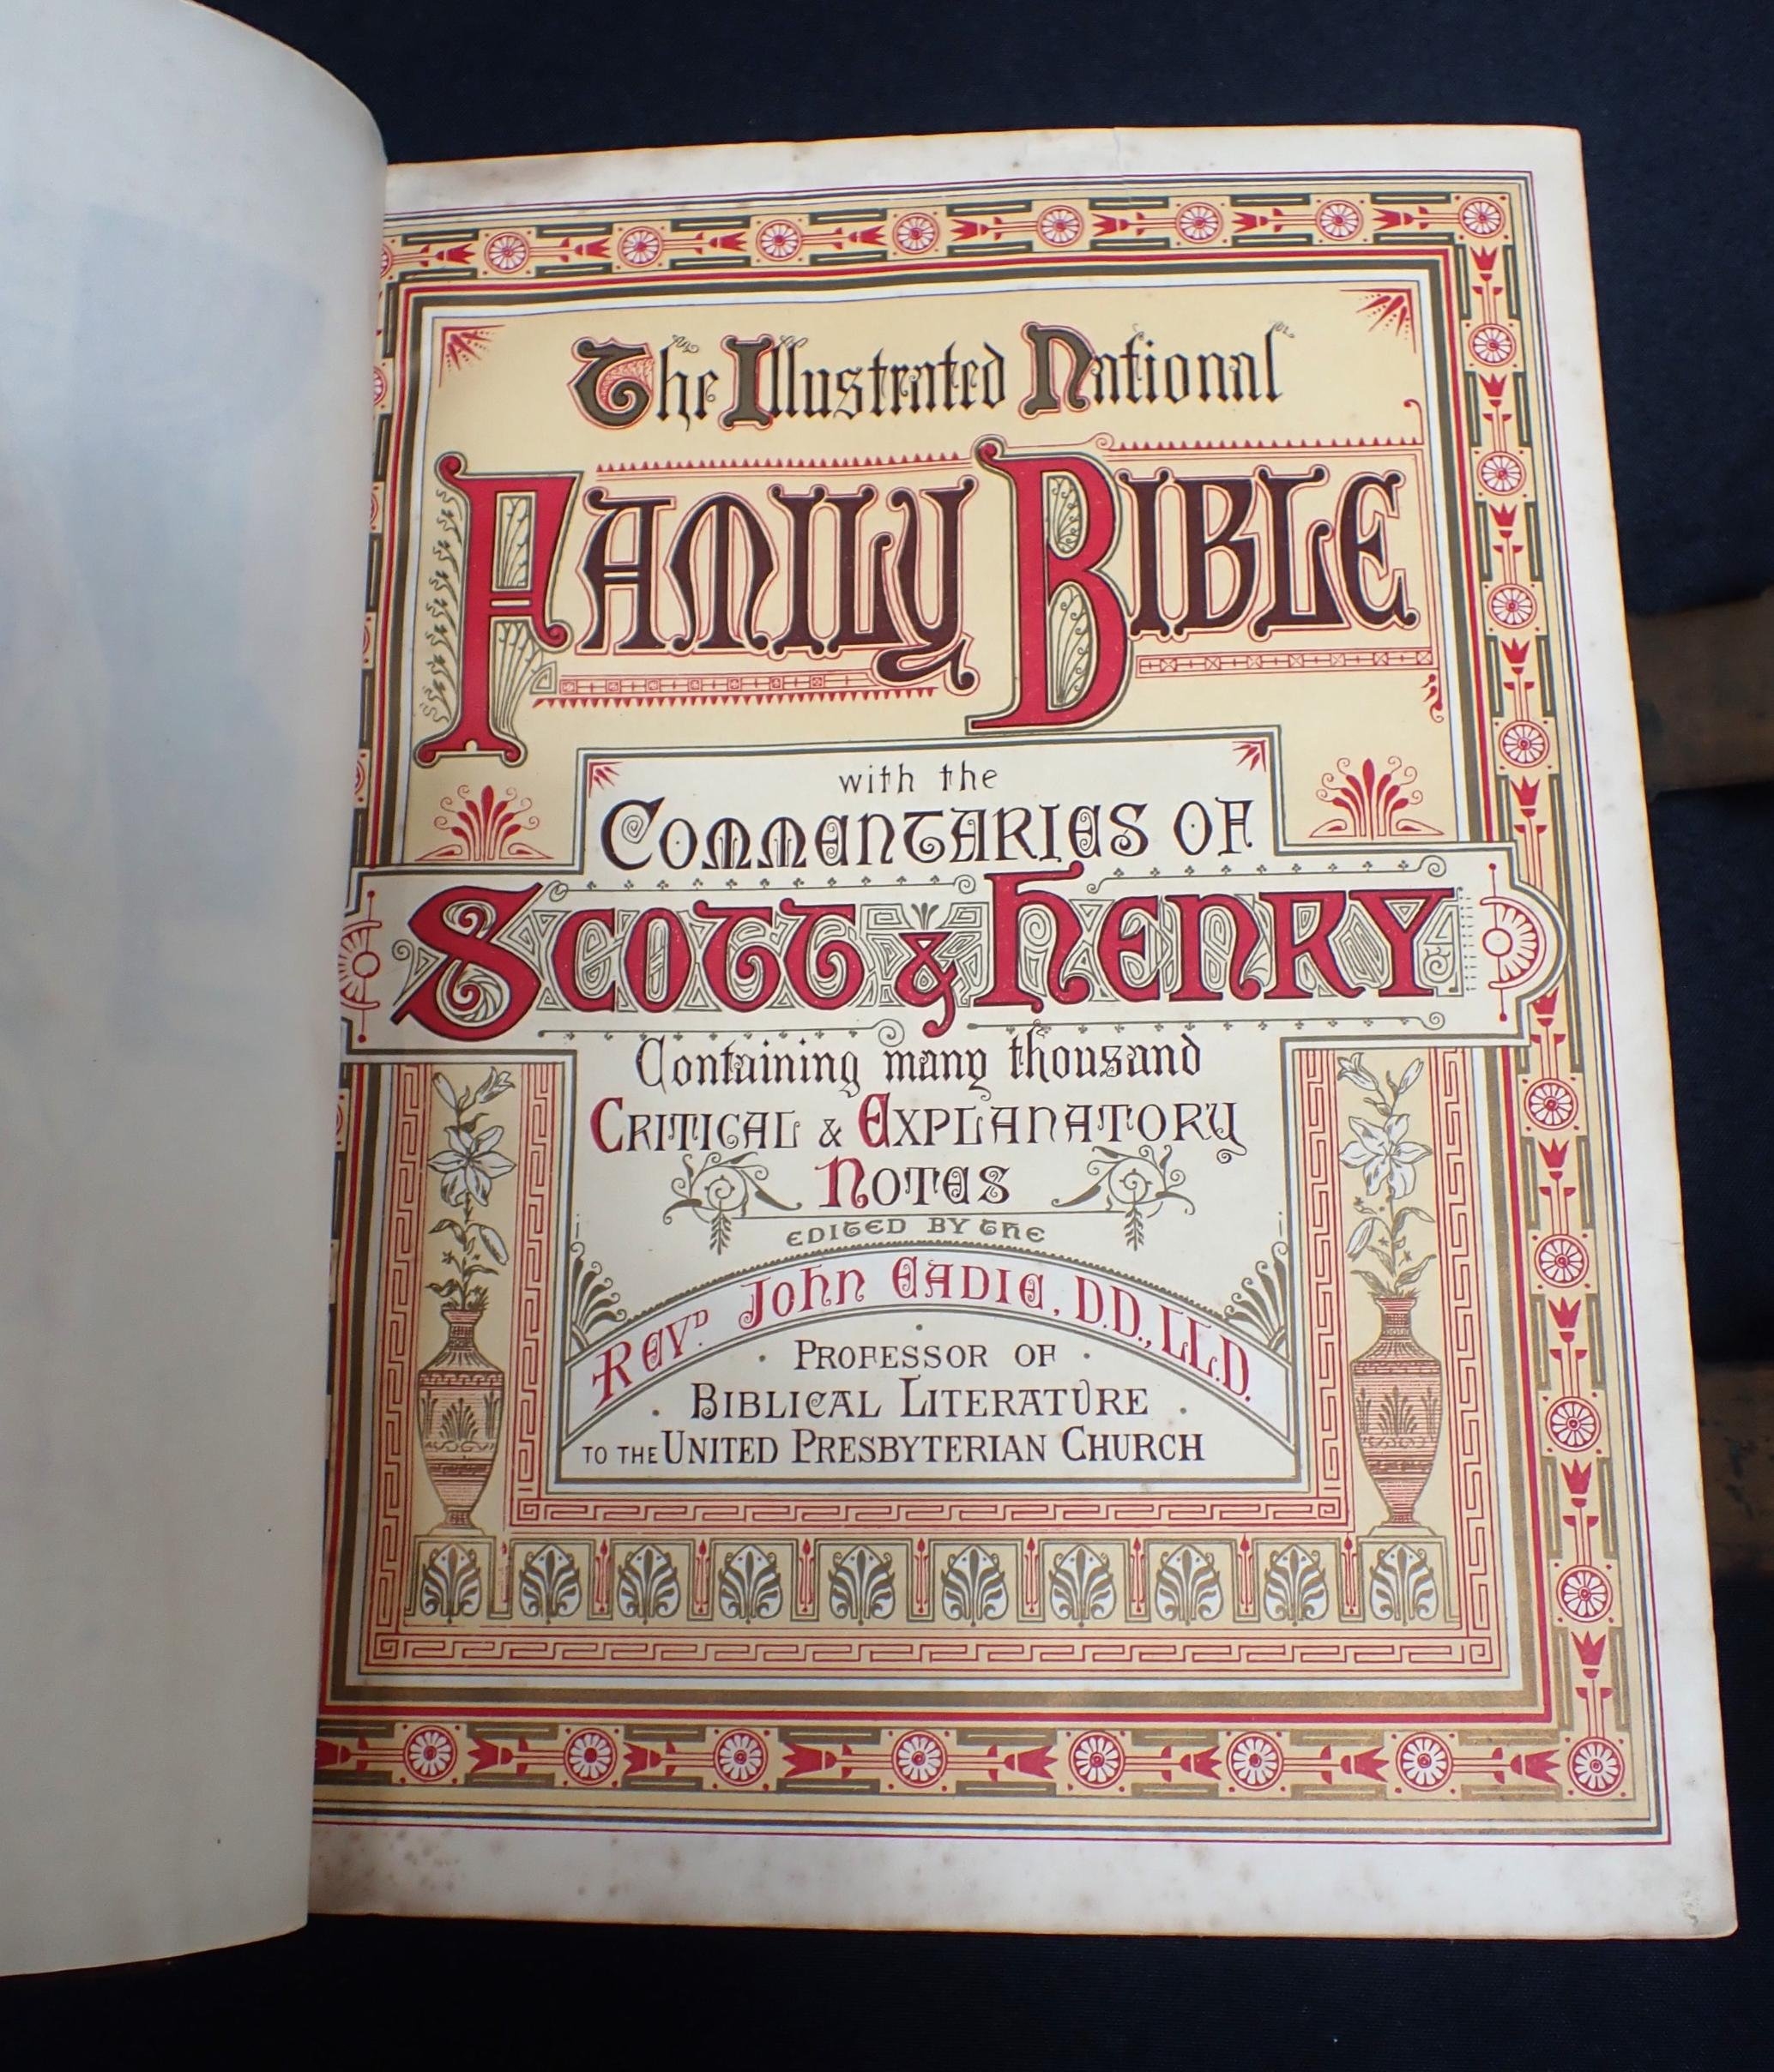 The Illustrated National
FAMILY BIBLE
with the
COMMENTARIES OF
SCOTT & HENRY
Containing many thousand
CRITICAL & EXPLANATORY
NOTES
EDITED BY THE
REVD. JOHN EADIE, D.D., LL.D.
PROFESSOR OF
BIBLICAL LITERATURE
TO THE UNITED PRESBYTERIAN CHURCH